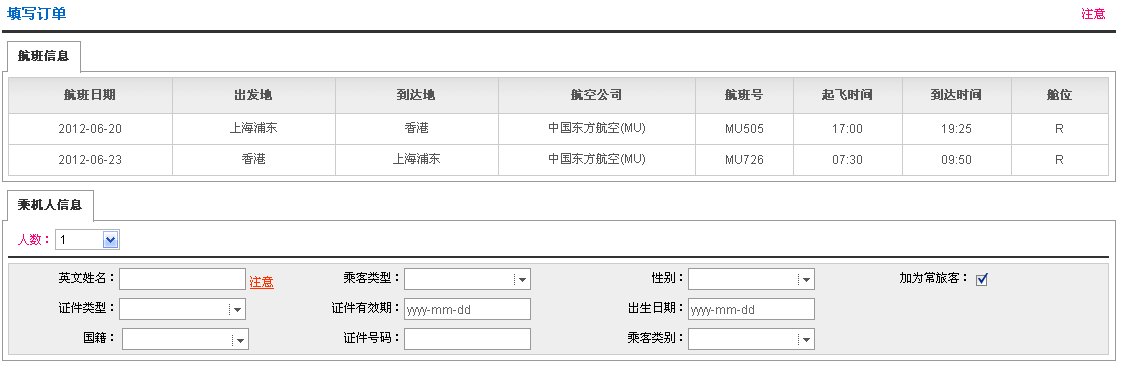 填写订单 注意
航班信息
航班日期 出发地 到达地 航空公司 航班号 起飞时间 到达时间 舱位
2012-06-20 上海浦东 香港 中国东方航空(MU) MU505 17:00 19:25 R
2012-06-23 香港 上海浦东 中国东方航空(MU) MU726 07:30 09:50 R
乘机人信息
人数： 1
英文姓名： 注意 乘客类型： 性别： 加为常旅客：
证件类型： 证件有效期： yyyy-mm-dd 出生日期： yyyy-mm-dd
国籍： 证件号码： 乘客类别：